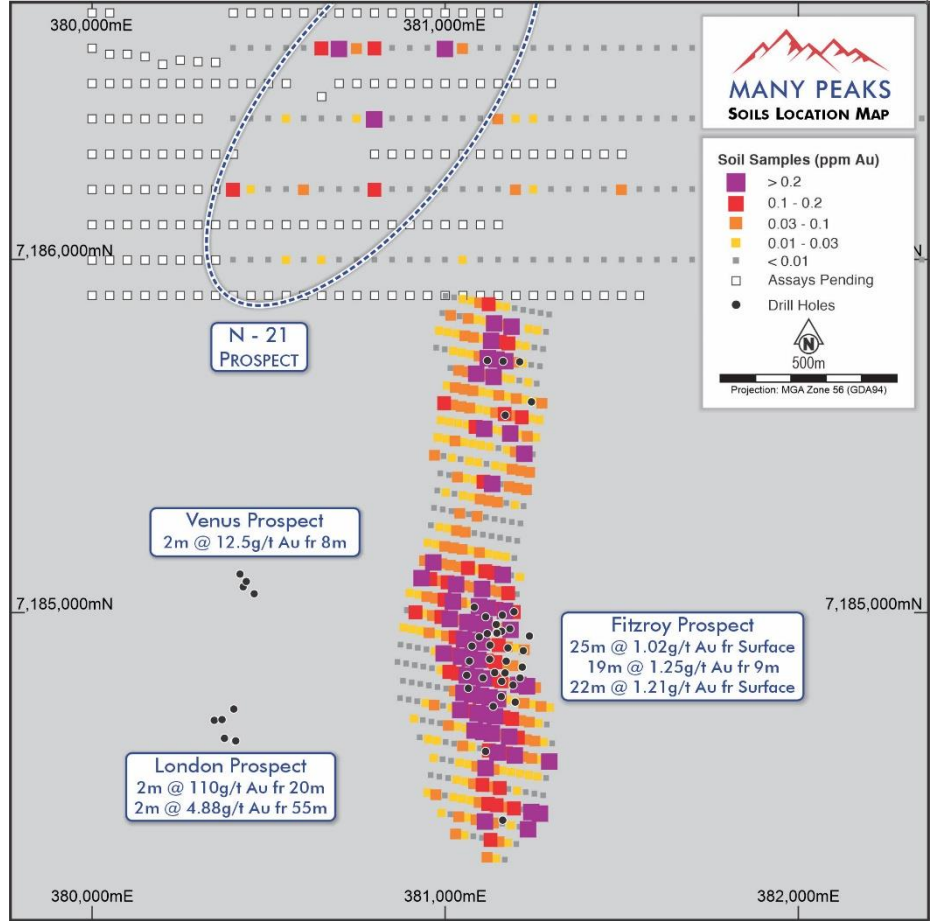 380,000mE
381,000mE
MANY PEAKS
SOILS LOCATION MAP
Soil Samples (ppm Au)
> 0.2
0.1 - 0.2
0.03 - 0.1
0.01 - 0.03
< 0.01
Assays Pending
Drill Holes
N
500m
Projection: MGA Zone 56 (GDA94)
7,186,000mN
N
N - 21
PROSPECT
Venus Prospect
2m @ 12.5g/t Au fr 8m
7,185,000mN
7,185,000mN
Fitzroy Prospect
25m @ 1.02g/t Au fr Surface
19m @ 1.25g/t Au fr 9m
22m @ 1.21g/t Au fr Surface
London Prospect
2m @ 110g/t Au fr 20m
2m @ 4.88g/t Au fr 55m
380,000mE
381,000mE
382,000mE